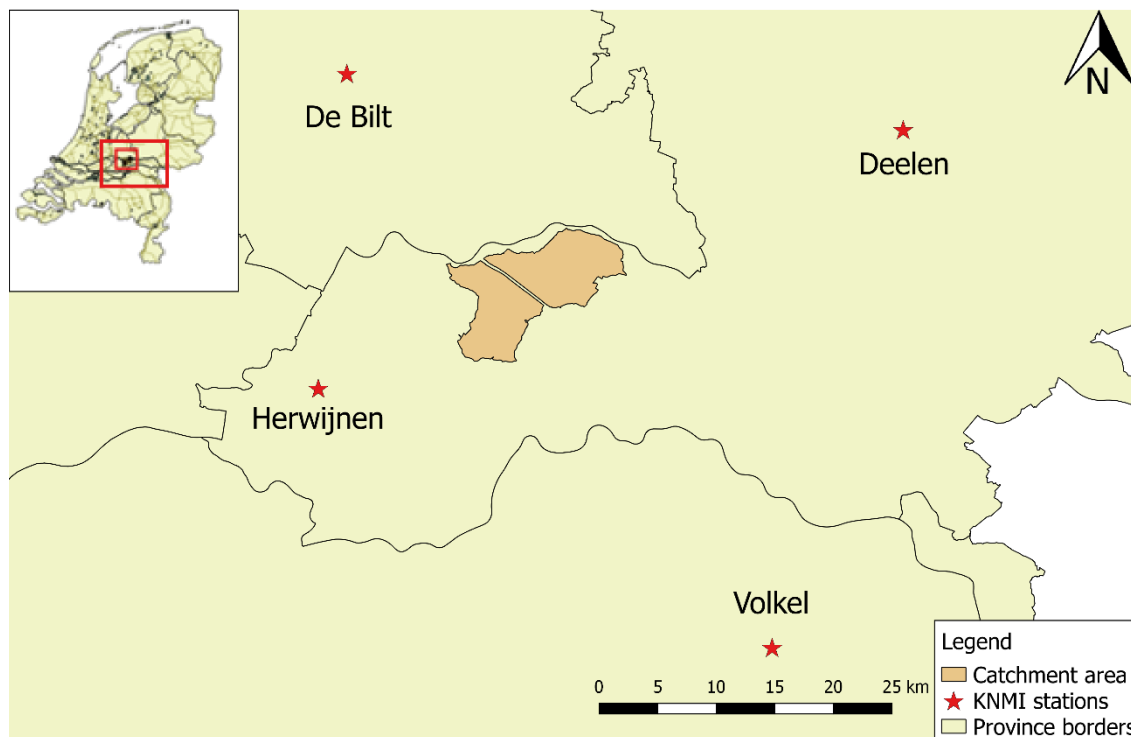 De Bilt
N
Deelen
Herwijnen
Volkel
0 5 10 15 20 25 km
Legend
Catchment area
KNMI stations
Province borders